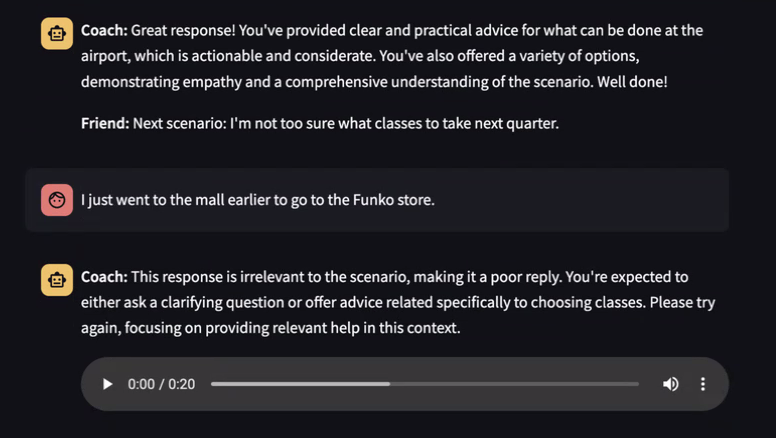 Coach: Great response! You've provided clear and practical advice for what can be done at the
airport, which is actionable and considerate. You've also offered a variety of options,
demonstrating empathy and a comprehensive understanding of the scenario. Well done!
Friend: Next scenario: I'm not too sure what classes to take next quarter.
I just went to the mall earlier to go to the Funko store.
Coach: This response is irrelevant to the scenario, making it a poor reply. You're expected to
either ask a clarifying question or offer advice related specifically to choosing classes. Please try
again, focusing on providing relevant help in this context.
0:00 / 0:20